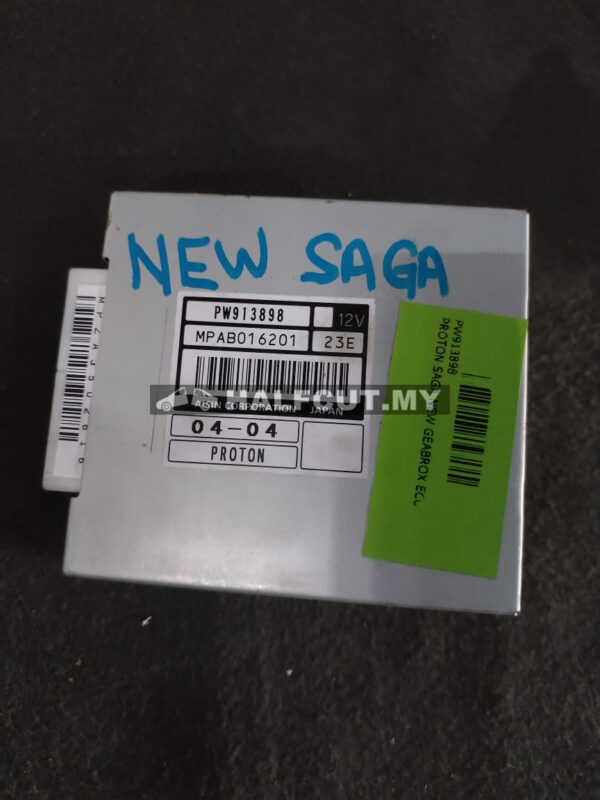 NEW SAGA
PW913898 12V
MPAB016201 23E
HALFCUT.MY
AISIN CORPORATION JAPAN
04-04
PROTON
PW913898
PROTON SAGA NEW GEABROX ECU